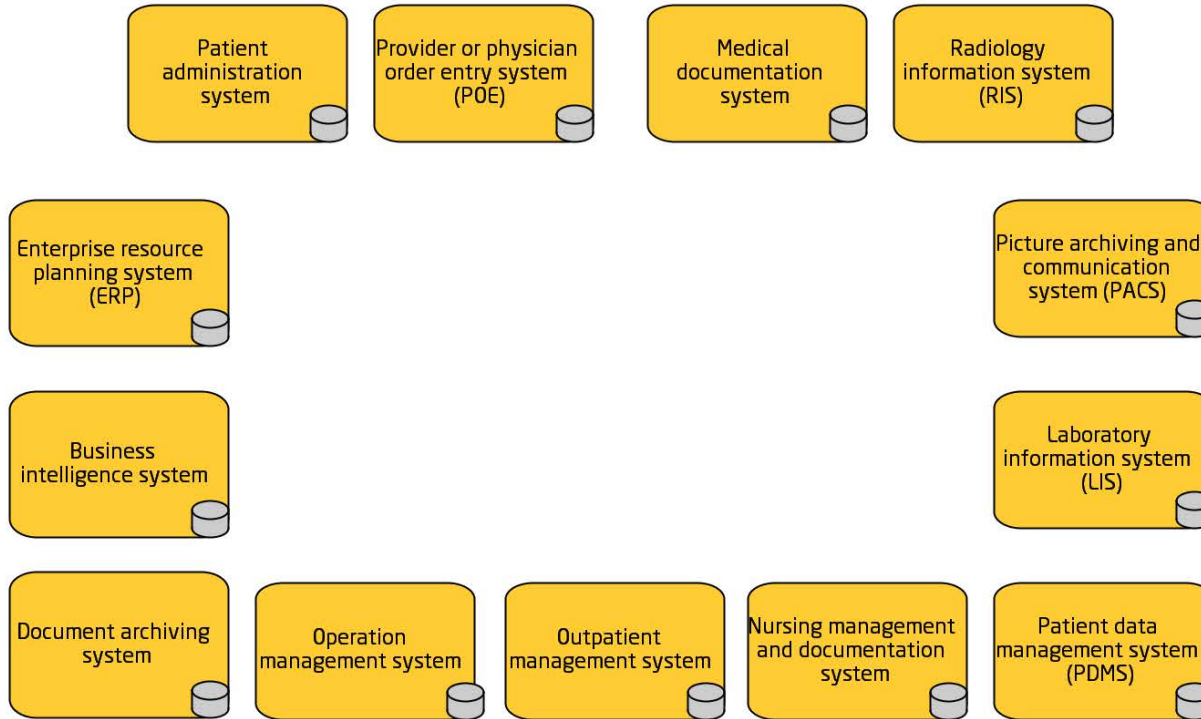 Patient
administration
system
Provider or physician
order entry system
(POE)
Medical
documentation
system
Radiology
information system
(RIS)
Enterprise resource
planning system
(ERP)
Picture archiving and
communication
system (PACS)
Business
intelligence system
Laboratory
information system
(LIS)
Document archiving
system
Operation
management system
Outpatient
management system
Nursing management
and documentation
system
Patient data
management system
(PDMS)